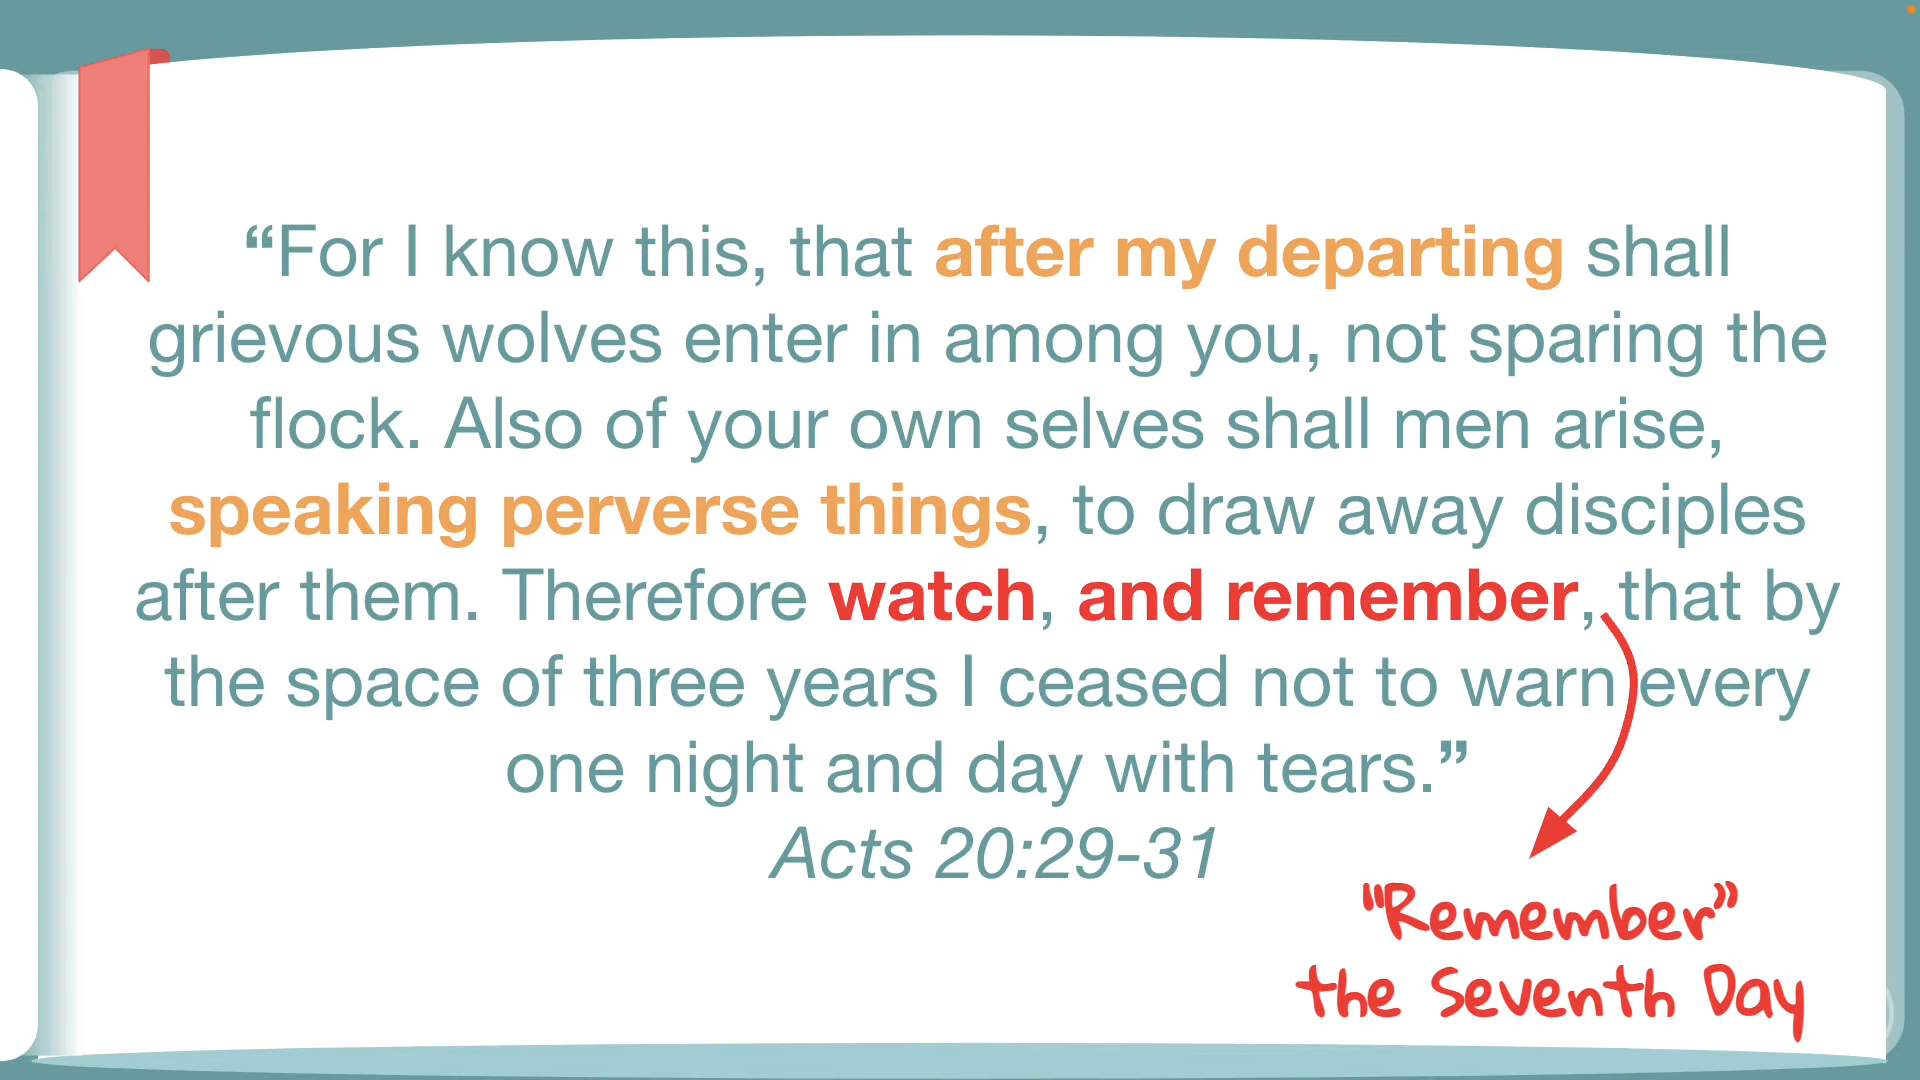 “For I know this, that after my departing shall
grievous wolves enter in among you, not sparing the
flock. Also of your own selves shall men arise,
speaking perverse things, to draw away disciples
after them. Therefore watch, and remember, that by
the space of three years I ceased not to warn every
one night and day with tears.”
Acts 20:29-31
“Remember”
the Seventh Day